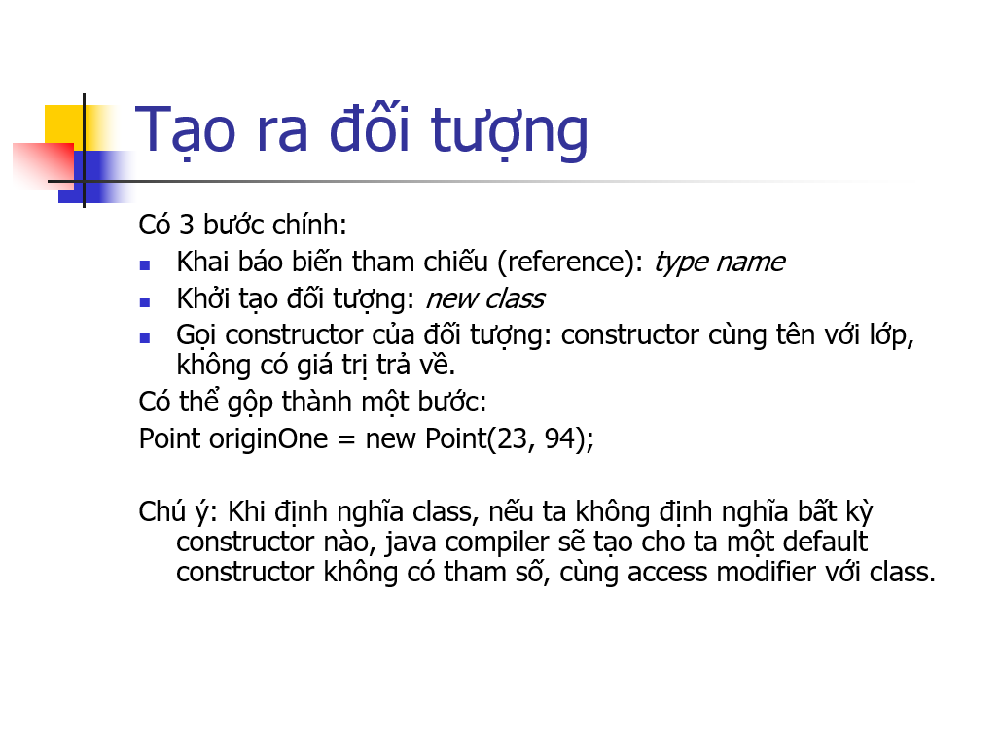 Tạo ra đối tượng
Có 3 bước chính:
Khai báo biến tham chiếu (reference): type name
Khởi tạo đối tượng: new class
Gọi constructor của đối tượng: constructor cùng tên với lớp,
không có giá trị trả về.
Có thể gộp thành một bước:
Point originOne = new Point(23, 94);
Chú ý: Khi định nghĩa class, nếu ta không định nghĩa bất kỳ
constructor nào, java compiler sẽ tạo cho ta một default
constructor không có tham số, cùng access modifier với class.